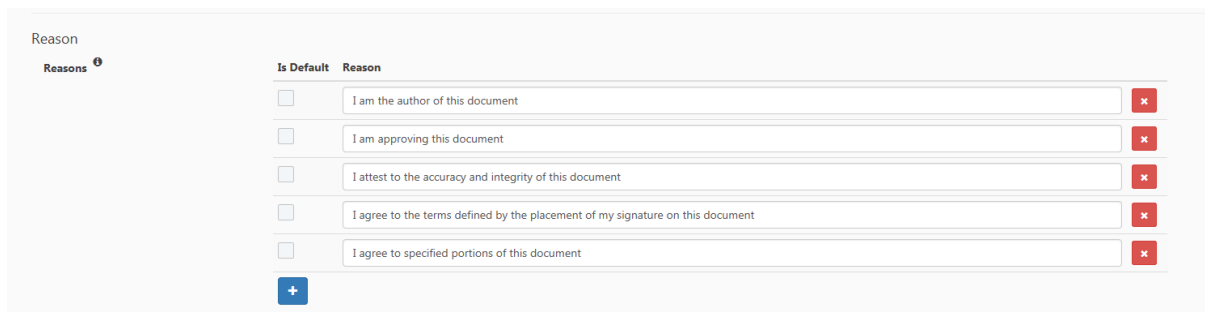 Reason
Reasons
Is Default Reason
I am the author of this document
I am approving this document
I attest to the accuracy and integrity of this document
I agree to the terms defined by the placement of my signature on this document
I agree to specified portions of this document